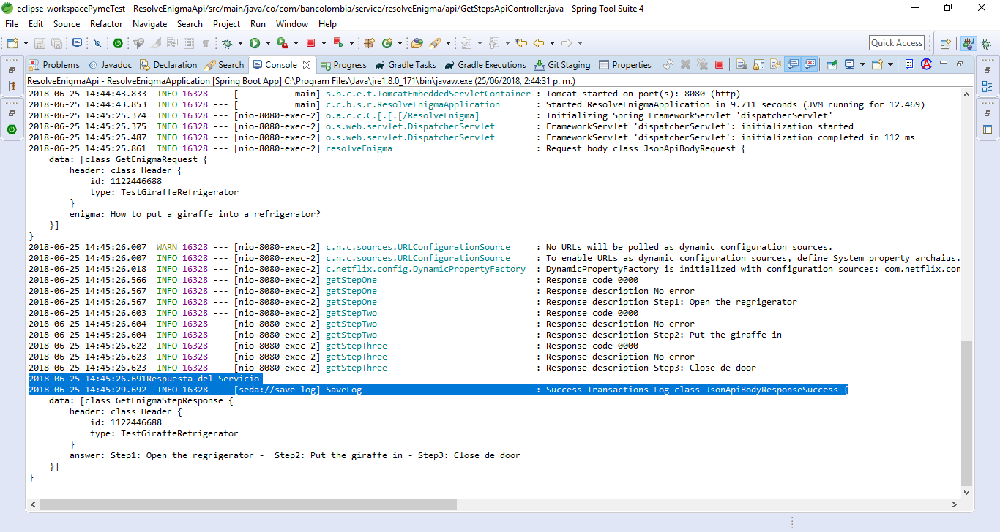 eclipse-workspacePymeTest - ResolveEnigmaApi/src/main/java/co/com/bancolombia/service/resolveEnigma/api/GetStepsApiController.java - Spring Tool Suite 4
File Edit Source Refactor Navigate Search Project Run Window Help
Quick Access
Problems @ Javadoc Declaration Search Console Progress Gradle Tasks Gradle Executions Git Staging Properties
ResolveEnigmaApi - ResolveEnigmaApplication [Spring Boot App] C:\Program Files\Java\jre1.8.0_171\bin\javaw.exe (25/06/2018, 2:44:31 p. m.)
2018-06-25 14:44:43.833  INFO 16328 --- [           main] s.b.c.e.t.TomcatEmbeddedServletContainer : Tomcat started on port(s): 8080 (http)
2018-06-25 14:44:43.853  INFO 16328 --- [           main] c.c.b.s.r.ResolveEnigmaApplication       : Started ResolveEnigmaApplication in 9.711 seconds (JVM running for 12.469)
2018-06-25 14:45:25.374  INFO 16328 --- [nio-8080-exec-2] o.a.c.c.C.[.[.[/ResolveEnigma]           : Initializing Spring FrameworkServlet 'dispatcherServlet'
2018-06-25 14:45:25.375  INFO 16328 --- [nio-8080-exec-2] o.s.web.servlet.DispatcherServlet        : FrameworkServlet 'dispatcherServlet': initialization started
2018-06-25 14:45:25.487  INFO 16328 --- [nio-8080-exec-2] o.s.web.servlet.DispatcherServlet        : FrameworkServlet 'dispatcherServlet': initialization completed in 112 ms
2018-06-25 14:45:25.861  INFO 16328 --- [nio-8080-exec-2] resolveEnigma                            : Request body class JsonApiBodyRequest {
    data: [class GetEnigmaRequest {
        header: class Header {
            id: 1122446688
            type: TestGiraffeRefrigerator
        }
        enigma: How to put a giraffe into a refrigerator?
    }]
}
2018-06-25 14:45:26.007  WARN 16328 --- [nio-8080-exec-2] c.n.c.sources.URLConfigurationSource     : No URLs will be polled as dynamic configuration sources.
2018-06-25 14:45:26.007  INFO 16328 --- [nio-8080-exec-2] c.n.c.sources.URLConfigurationSource     : To enable URLs as dynamic configuration sources, define System property archaius.
2018-06-25 14:45:26.018  INFO 16328 --- [nio-8080-exec-2] c.netflix.config.DynamicPropertyFactory  : DynamicPropertyFactory is initialized with configuration sources: com.netflix.con
2018-06-25 14:45:26.566  INFO 16328 --- [nio-8080-exec-2] getStepOne                               : Response code 0000
2018-06-25 14:45:26.567  INFO 16328 --- [nio-8080-exec-2] getStepOne                               : Response description No error
2018-06-25 14:45:26.567  INFO 16328 --- [nio-8080-exec-2] getStepOne                               : Response description Step1: Open the regrigerator
2018-06-25 14:45:26.603  INFO 16328 --- [nio-8080-exec-2] getStepTwo                               : Response code 0000
2018-06-25 14:45:26.604  INFO 16328 --- [nio-8080-exec-2] getStepTwo                               : Response description No error
2018-06-25 14:45:26.604  INFO 16328 --- [nio-8080-exec-2] getStepTwo                               : Response description Step2: Put the giraffe in
2018-06-25 14:45:26.622  INFO 16328 --- [nio-8080-exec-2] getStepThree                             : Response code 0000
2018-06-25 14:45:26.623  INFO 16328 --- [nio-8080-exec-2] getStepThree                             : Response description No error
2018-06-25 14:45:26.623  INFO 16328 --- [nio-8080-exec-2] getStepThree                             : Response description Step3: Close de door
2018-06-25 14:45:26.691Respuesta del Servicio
2018-06-25 14:45:29.692  INFO 16328 --- [seda://save-log] SaveLog                                  : Success Transactions Log class JsonApiBodyResponseSuccess {
    data: [class GetEnigmaStepResponse {
        header: class Header {
            id: 1122446688
            type: TestGiraffeRefrigerator
        }
        answer: Step1: Open the regrigerator -  Step2: Put the giraffe in - Step3: Close de door
    }]
}